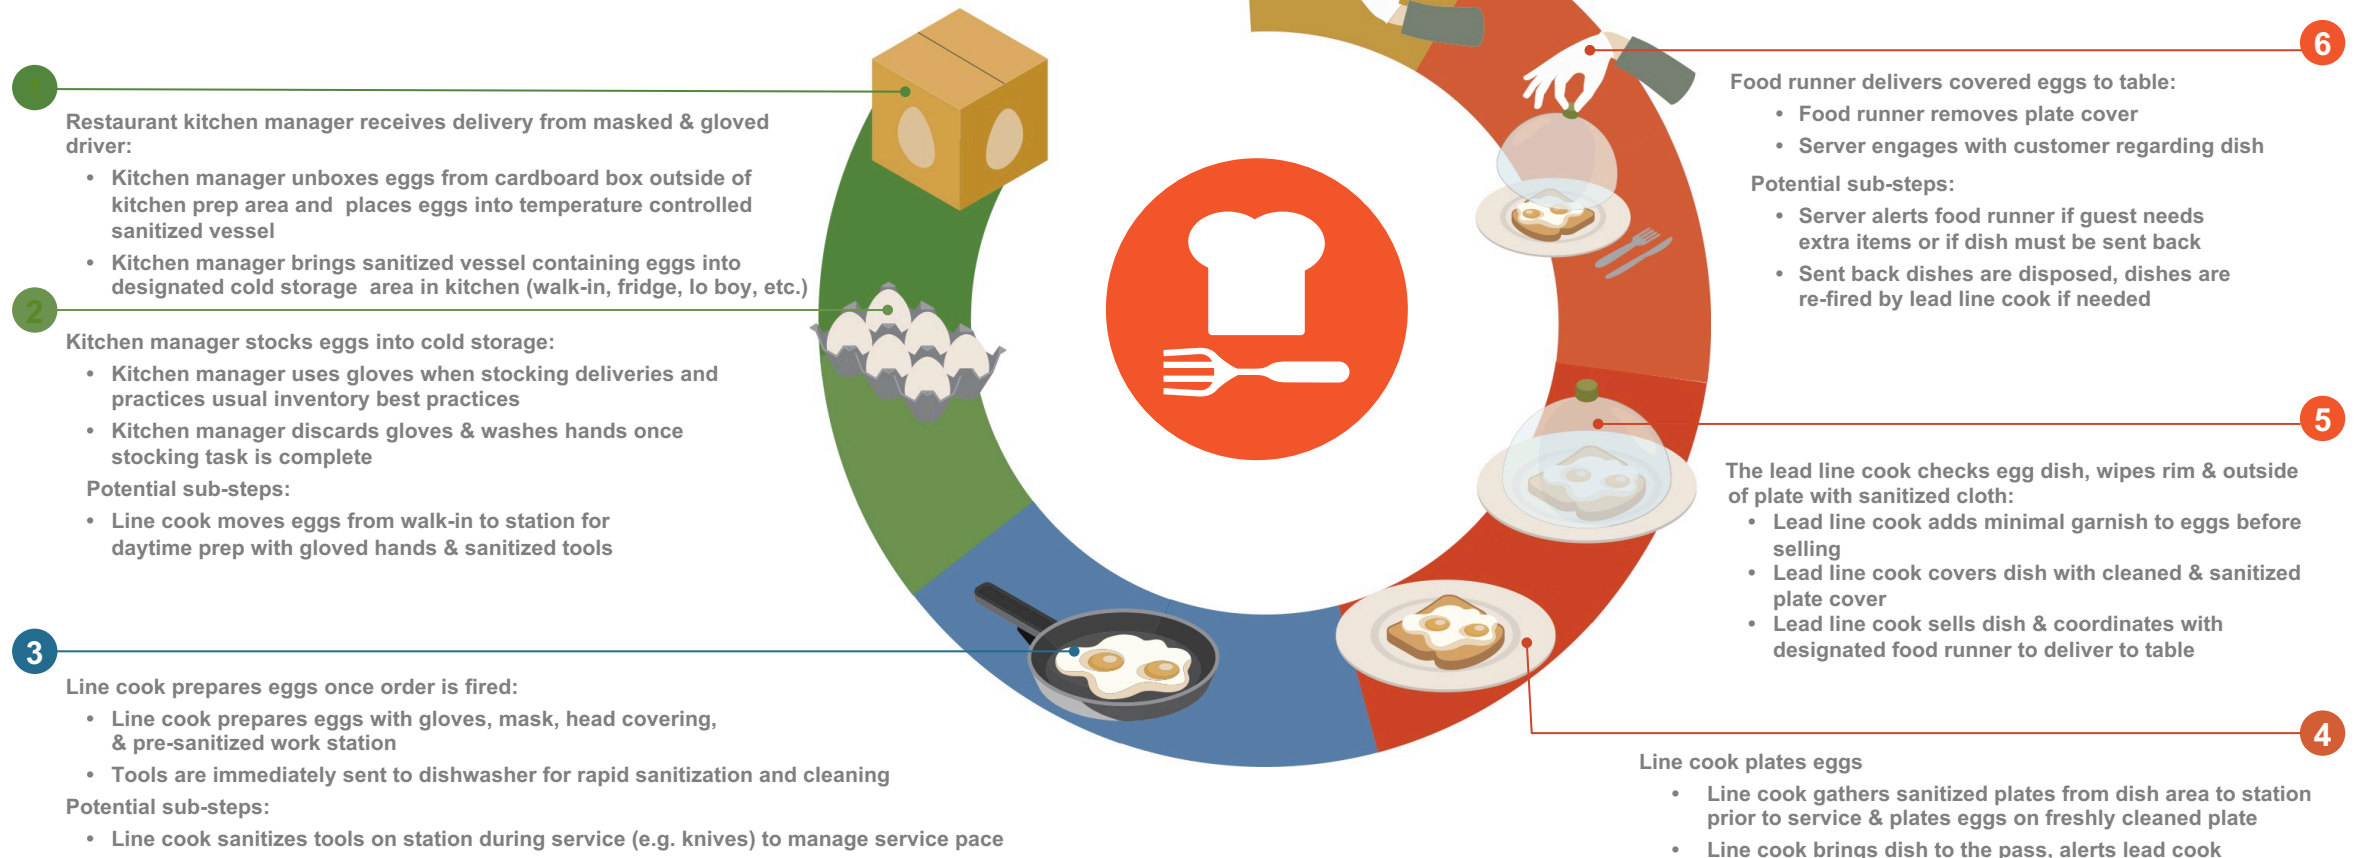 1
Restaurant kitchen manager receives delivery from masked & gloved
driver:
• Kitchen manager unboxes eggs from cardboard box outside of
kitchen prep area and places eggs into temperature controlled
sanitized vessel
• Kitchen manager brings sanitized vessel containing eggs into
designated cold storage area in kitchen (walk-in, fridge, lo boy, etc.)
2
Kitchen manager stocks eggs into cold storage:
• Kitchen manager uses gloves when stocking deliveries and
practices usual inventory best practices
• Kitchen manager discards gloves & washes hands once
stocking task is complete
Potential sub-steps:
• Line cook moves eggs from walk-in to station for
daytime prep with gloved hands & sanitized tools
3
Line cook prepares eggs once order is fired:
• Line cook prepares eggs with gloves, mask, head covering,
& pre-sanitized work station
• Tools are immediately sent to dishwasher for rapid sanitization and cleaning
Potential sub-steps:
• Line cook sanitizes tools on station during service (e.g. knives) to manage service pace
6
Food runner delivers covered eggs to table:
• Food runner removes plate cover
• Server engages with customer regarding dish
Potential sub-steps:
• Server alerts food runner if guest needs
extra items or if dish must be sent back
• Sent back dishes are disposed, dishes are
re-fired by lead line cook if needed
5
The lead line cook checks egg dish, wipes rim & outside
of plate with sanitized cloth:
• Lead line cook adds minimal garnish to eggs before
selling
• Lead line cook covers dish with cleaned & sanitized
plate cover
• Lead line cook sells dish & coordinates with
designated food runner to deliver to table
4
Line cook plates eggs
• Line cook gathers sanitized plates from dish area to station
prior to service & plates eggs on freshly cleaned plate
• Line cook brings dish to the pass, alerts lead cook